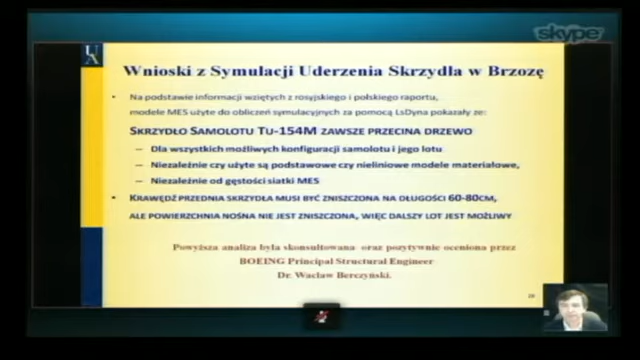 skype
UA
Wnioski z Symulacji Uderzenia Skrzydła w Brzozę
• Na podstawie informacji wziętych z rosyjskiego i polskiego raportu,
modele MES użyte do obliczeń symulacyjnych za pomocą LsDyna pokazały że:
SKRZYDŁO SAMOLOTU TU-154M ZAWSZE PRZECINA DRZEWO
– Dla wszystkich możliwych konfiguracji samolotu i jego lotu
– Niezależnie czy użyte są podstawowe czy nieliniowe modele materiałowe,
– Niezależnie od gęstości siatki MES
• KRAWĘDŹ PRZEDNIA SKRZYDŁA MUSI BYĆ ZNISZCZONA NA DŁUGOŚCI 60-80CM,
ALE POWIERZCHNIA NOŚNA NIE JEST ZNISZCZONA, WIĘC DALSZY LOT JEST MOŻLIWY
Powyższa analiza była skonsultowana oraz pozytywnie oceniona przez
BOEING Principal Structural Engineer
Dr. Wacław Berczyński.
29